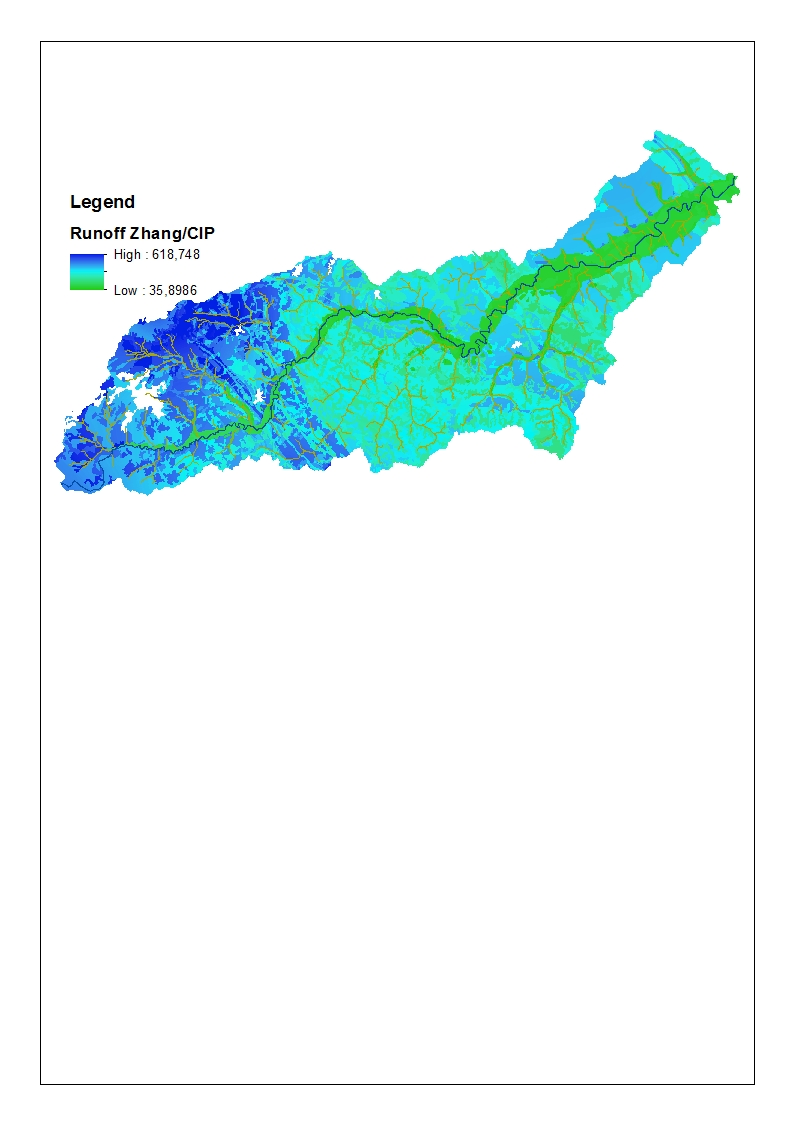 Legend
Runoff Zhang/CIP
High : 618,748
Low : 35,8986